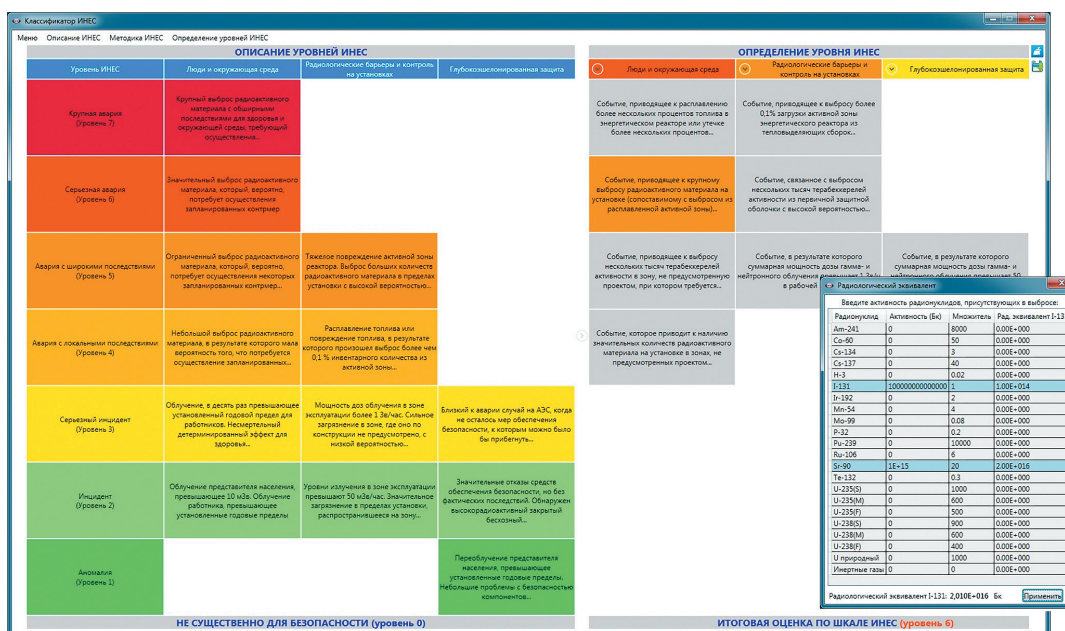 Классификатор ИНЕС
Меню Описание ИНЕС Методика ИНЕС Определение уровней ИНЕС
ОПИСАНИЕ УРОВНЕЙ ИНЕС
Уровень ИНЕС
Люди и окружающая среда
Радиологические барьеры и контроль
на установках
Глубокоэшелонированная защита
Крупная авария
(Уровень 7)
Крупный выброс радиоактивного
материала с обширными
последствиями для здоровья и
окружающей среды, требующий
осуществления...
Серьезная авария
(Уровень 6)
Значительный выброс радиоактивного
материала, который, вероятно,
потребует осуществления
запланированных контрмер
Авария с широкими последствиями
(Уровень 5)
Ограниченный выброс радиоактивного
материала, который, вероятно,
потребует осуществления некоторых
запланированных контрмер...
Тяжелое повреждение активной зоны
реактора. Выброс больших количеств
радиоактивного материала в пределах
установки с высокой вероятностью...
Авария с локальными последствиями
(Уровень 4)
Небольшой выброс радиоактивного
материала, в результате которого мала
вероятность того, что потребуется
осуществление запланированных...
Расплавление топлива или
повреждение топлива, в результате
которого произошел выброс более чем
0,1 % инвентарного количества из
активной зоны...
Серьезный инцидент
(Уровень 3)
Облучение, в десять раз превышающее
установленный годовой предел для
работников. Несмертельный
детерминированный эффект для
здоровья...
Мощность доз облучения в зоне
эксплуатации более 1 Зв/час. Сильное
загрязнение в зоне, где оно по
конструкции не предусмотрено, с
низкой вероятностью...
Близкий к аварии случай на АЭС, когда
не осталось мер обеспечения
безопасности, к которым можно было
бы прибегнуть...
Инцидент
(Уровень 2)
Облучение представителя населения,
превышающее 10 мЗв. Облучение
работника, превышающее
установленные годовые пределы
Уровни излучения в зоне эксплуатации
превышают 50 мЗв/час. Значительное
загрязнение в пределах установки,
распространившееся на зону...
Значительные отказы средств
обеспечения безопасности, но без
фактических последствий. Обнаружен
высокорадиоактивный закрытый
бесхозный...
Аномалия
(Уровень 1)
Переоблучение представителя
населения, превышающее
установленные годовые пределы.
Небольшие проблемы с безопасностью
компонентов...
НЕ СУЩЕСТВЕННО ДЛЯ БЕЗОПАСНОСТИ (уровень 0)
ОПРЕДЕЛЕНИЕ УРОВНЯ ИНЕС
Люди и окружающая среда
Радиологические барьеры и
контроль на установках
Глубокоэшелонированная защита
Событие, приводящее к расплавлению
более нескольких процентов топлива в
энергетическом реакторе или утечке
более нескольких процентов...
Событие, приводящее к выбросу более
0,1% загрузки активной зоны
энергетического реактора из
тепловыделяющих сборок...
Событие, приводящее к крупному
выбросу радиоактивного материала на
установке (сопоставимому с выбросом из
расплавленной активной зоны)...
Событие, связанное с выбросом
нескольких тысяч терабеккерелей
активности из первичной защитной
оболочки с высокой вероятностью...
Событие, приводящее к выбросу
нескольких тысяч терабеккерелей
активности в зону, не предусмотренную
проектом, при котором требуется...
Событие, в результате которого
суммарная мощность дозы гамма- и
нейтронного облучения превышает 1 Зв/ч
в рабочей
Событие, в результате которого
суммарная мощность дозы гамма- и
нейтронного облучения превышает 50
Событие, которое приводит к наличию
значительных количеств радиоактивного
материала на установке в зонах, не
предусмотренных проектом...
Радиологический эквивалент
Введите активность радионуклидов, присутствующих в выбросе:
Радионуклид Активность (Бк) Множитель Рад. эквивалент I-131
Am-241 0 8000 0.00E+000
Co-60 0 50 0.00E+000
Cs-134 0 3 0.00E+000
Cs-137 0 40 0.00E+000
H-3 0 0.02 0.00E+000
I-131 100000000000000 1 1.00E+014
Ir-192 0 2 0.00E+000
Mn-54 0 4 0.00E+000
Mo-99 0 0.08 0.00E+000
P-32 0 0.2 0.00E+000
Pu-239 0 10000 0.00E+000
Ru-106 0 6 0.00E+000
Sr-90 1E+15 20 2.00E+016
Te-132 0 0.3 0.00E+000
U-235(S) 0 1000 0.00E+000
U-235(M) 0 600 0.00E+000
U-235(F) 0 500 0.00E+000
U-238(S) 0 900 0.00E+000
U-238(M) 0 600 0.00E+000
U-238(F) 0 400 0.00E+000
U природный 0 1000 0.00E+000
Инертные газы 0 0 0.00E+000
Радиологический эквивалент I-131: 2,010E+016 Бк Применить
ИТОГОВАЯ ОЦЕНКА ПО ШКАЛЕ ИНЕС (уровень 6)